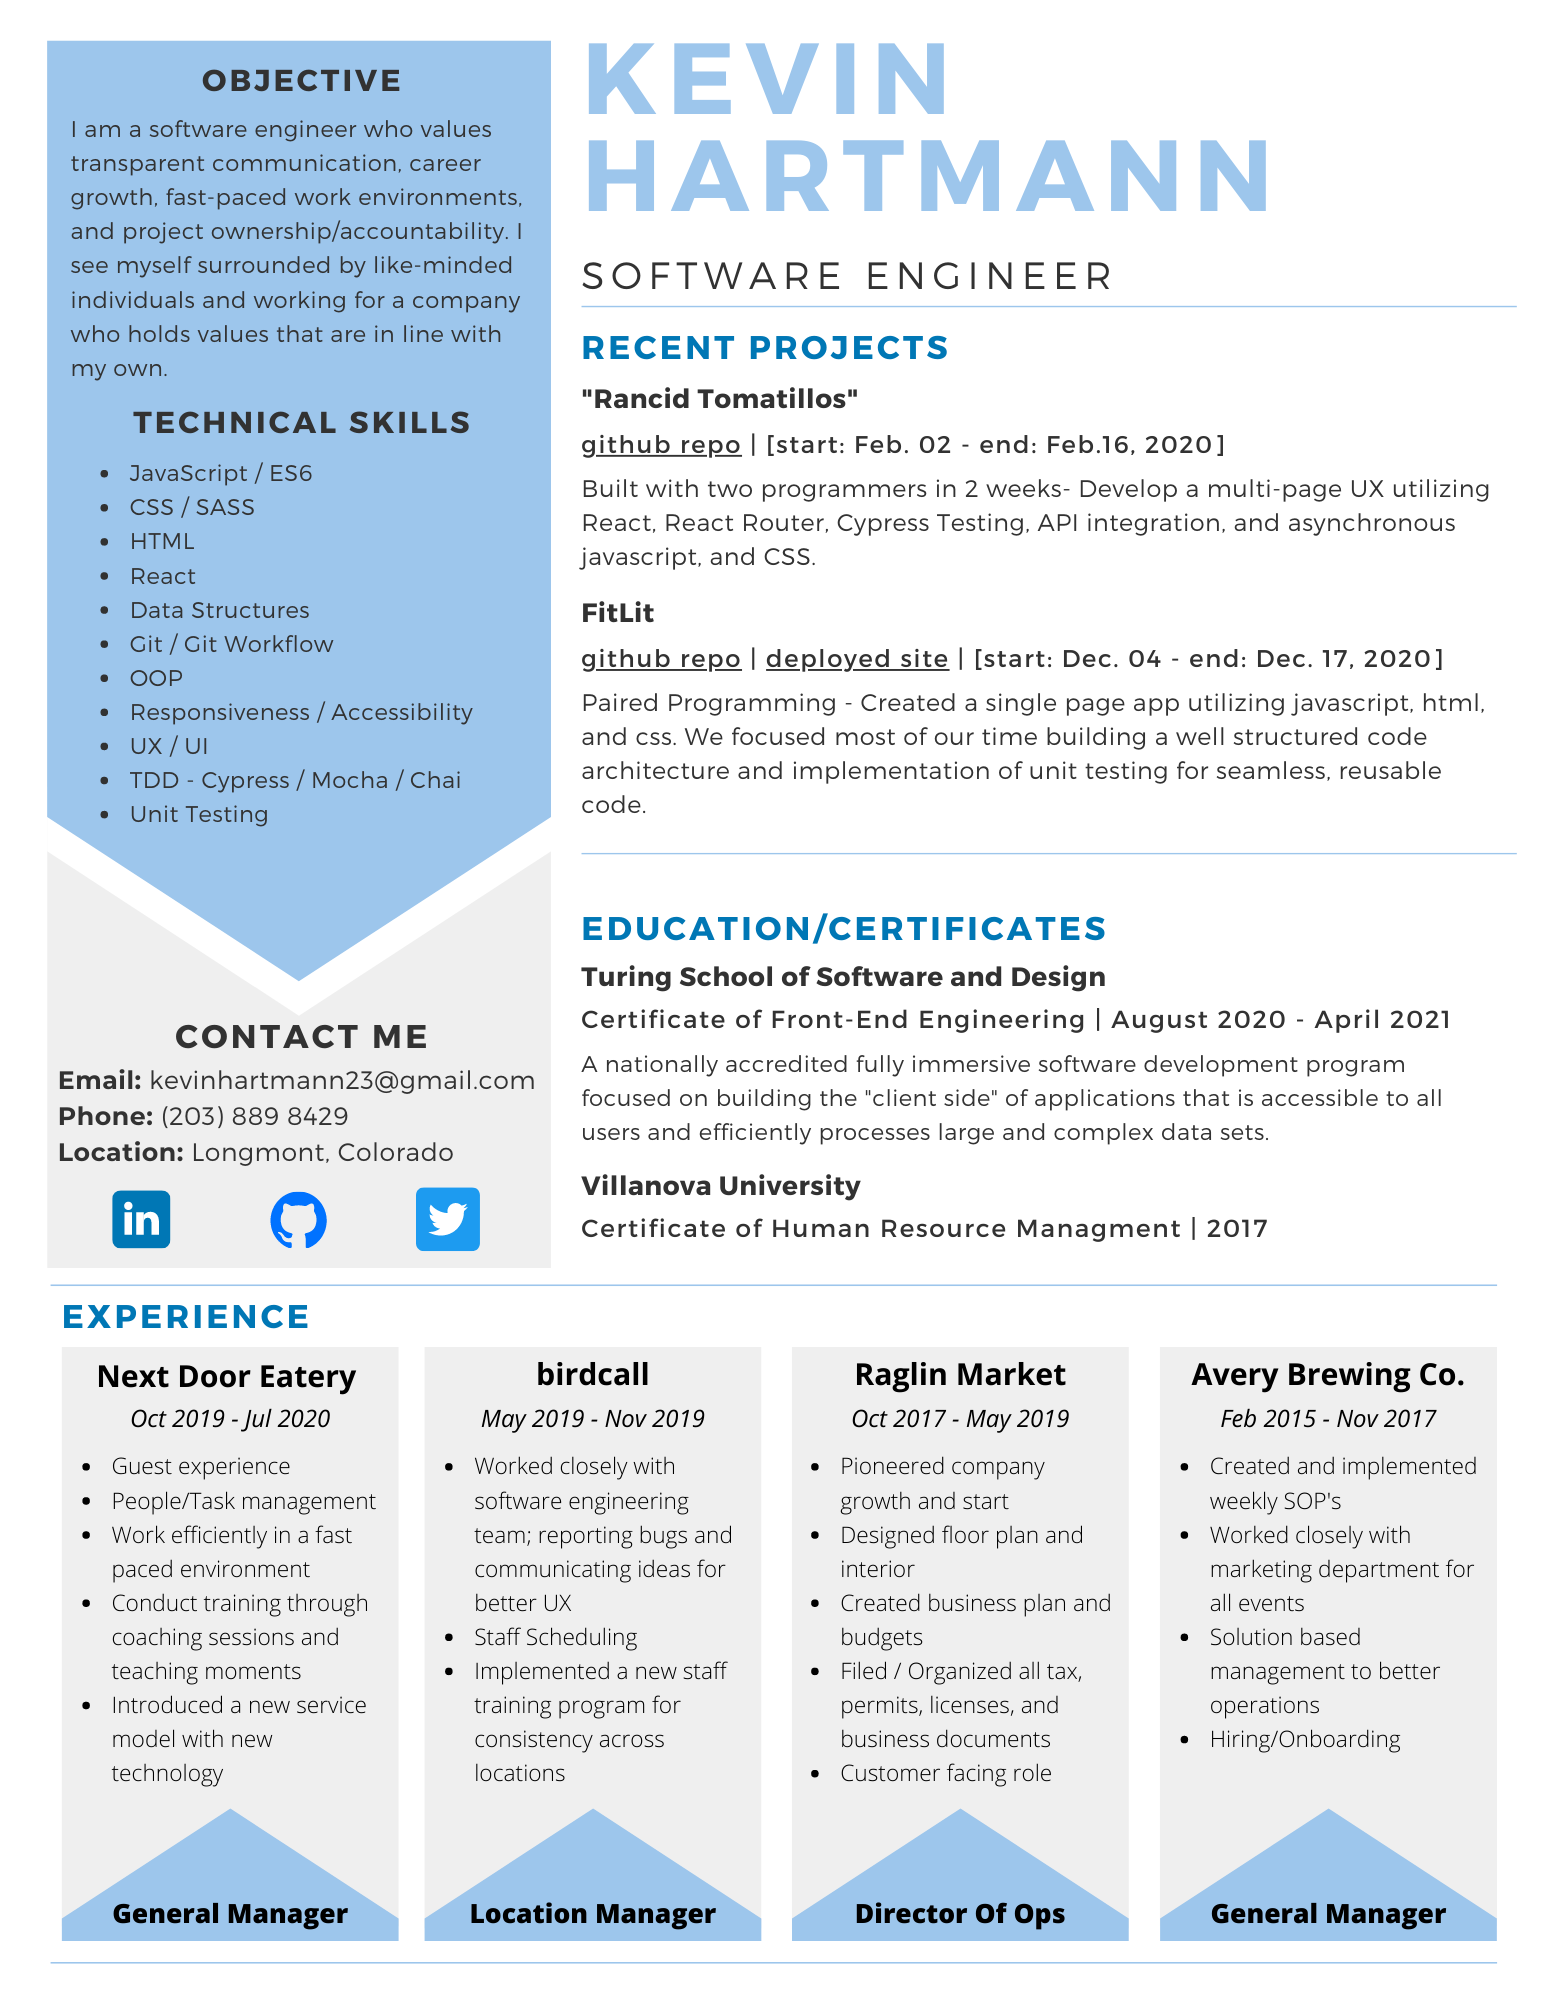 OBJECTIVE
I am a software engineer who values
transparent communication, career
growth, fast-paced work environments,
and project ownership/accountability. I
see myself surrounded by like-minded
individuals and working for a company
who holds values that are in line with
my own.
TECHNICAL SKILLS
• JavaScript / ES6
• CSS / SASS
• HTML
• React
• Data Structures
• Git / Git Workflow
• OOP
• Responsiveness / Accessibility
• UX / UI
• TDD - Cypress / Mocha / Chai
• Unit Testing
CONTACT ME
Email: kevinhartmann23@gmail.com
Phone: (203) 889 8429
Location: Longmont, Colorado
in
KEVIN
HARTMANN
SOFTWARE ENGINEER
RECENT PROJECTS
"Rancid Tomatillos"
github repo | [start: Feb. 02 - end: Feb.16, 2020]
Built with two programmers in 2 weeks- Develop a multi-page UX utilizing
React, React Router, Cypress Testing, API integration, and asynchronous
javascript, and CSS.
FitLit
github repo | deployed site | [start: Dec. 04 - end: Dec. 17, 2020]
Paired Programming - Created a single page app utilizing javascript, html,
and css. We focused most of our time building a well structured code
architecture and implementation of unit testing for seamless, reusable
code.
EDUCATION/CERTIFICATES
Turing School of Software and Design
Certificate of Front-End Engineering | August 2020 - April 2021
A nationally accredited fully immersive software development program
focused on building the "client side" of applications that is accessible to all
users and efficiently processes large and complex data sets.
Villanova University
Certificate of Human Resource Managment | 2017
EXPERIENCE
Next Door Eatery
Oct 2019 - Jul 2020
• Guest experience
• People/Task management
• Work efficiently in a fast
paced environment
• Conduct training through
coaching sessions and
teaching moments
• Introduced a new service
model with new
technology
General Manager
birdcall
May 2019 - Nov 2019
• Worked closely with
software engineering
team; reporting bugs and
communicating ideas for
better UX
• Staff Scheduling
• Implemented a new staff
training program for
consistency across
locations
Location Manager
Raglin Market
Oct 2017 - May 2019
• Pioneered company
growth and start
• Designed floor plan and
interior
• Created business plan and
budgets
• Filed / Organized all tax,
permits, licenses, and
business documents
• Customer facing role
Director Of Ops
Avery Brewing Co.
Feb 2015 - Nov 2017
• Created and implemented
weekly SOP's
• Worked closely with
marketing department for
all events
• Solution based
management to better
operations
• Hiring/Onboarding
General Manager